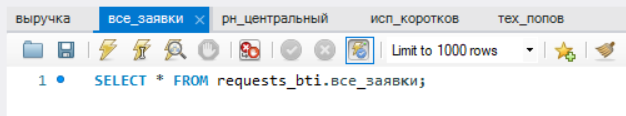 выручка все_заявки рн_центральный исп_коротков тех_попов
Limit to 1000 rows
1 SELECT * FROM requests_bti.все_заявки;